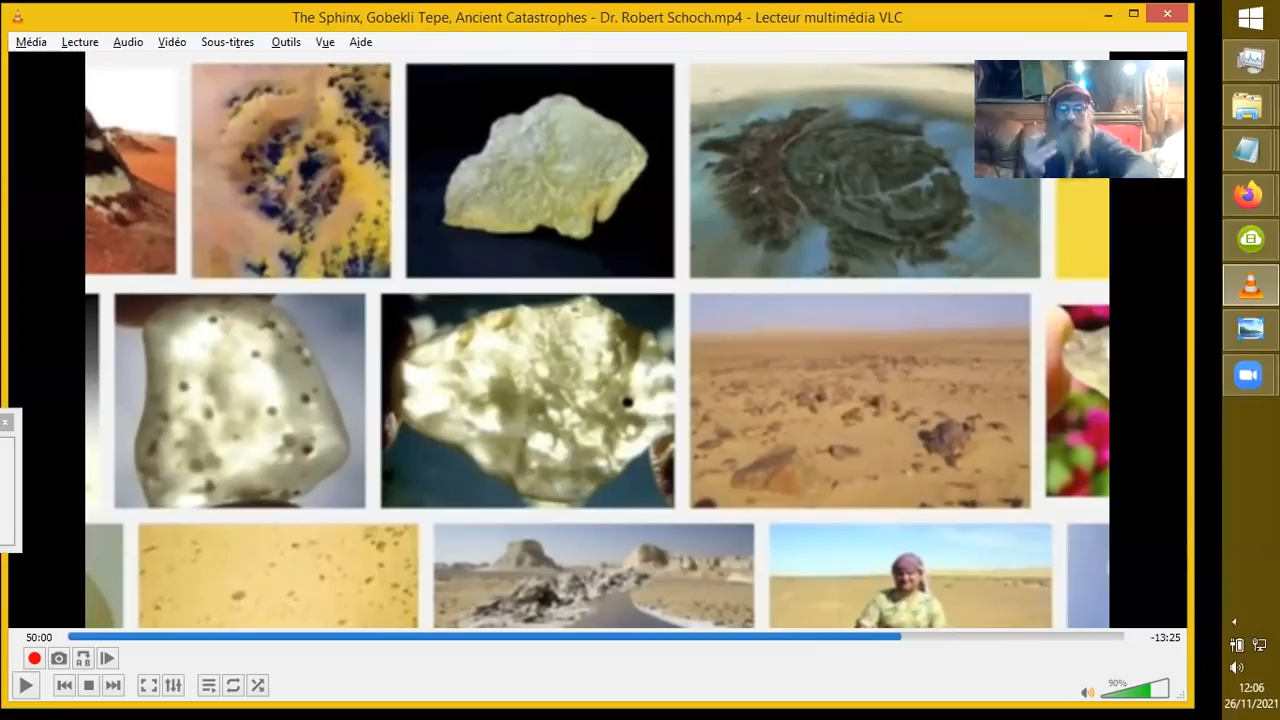 The Sphinx, Gobekli Tepe, Ancient Catastrophes - Dr. Robert Schoch.mp4 - Lecteur multimédia VLC
Média Lecture Audio Vidéo Sous-titres Outils Vue Aide
50:00 -13:25
A B
90%
12:06
26/11/2021